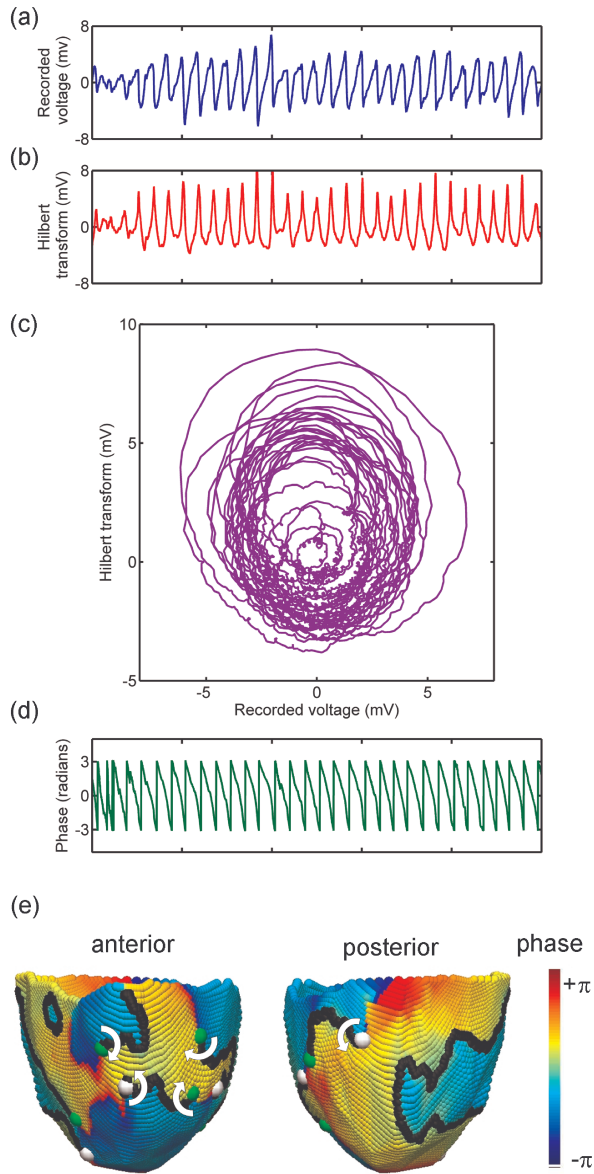 (a)
Recorded
voltage (mv)
8
0
-8
(b)
Hilbert
transform (mV)
8
0
8
(c)
Hilbert transform (mV)
10
5
0
-5
-5
0
5
Recorded voltage (mV)
(d)
Phase (radians)
3
0
-3
(e)
anterior
posterior
phase
+π
-π